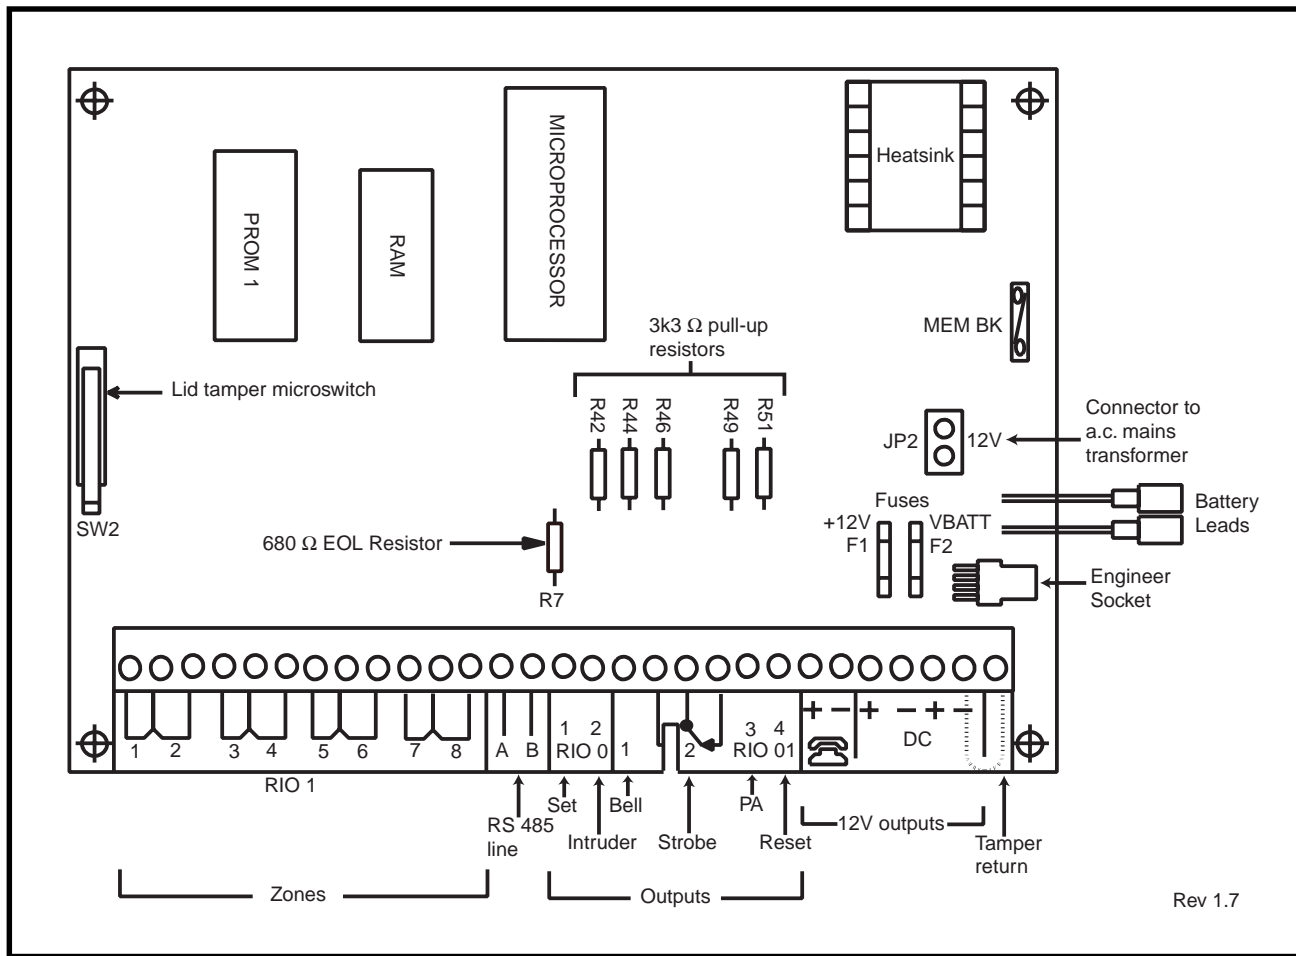 MICROPROCESSOR
Heatsink
PROM 1
RAM
3k3 Ω pull-up
resistors
MEM BK
Lid tamper microswitch
R42
R44
R46
R49
R51
Connector to
a.c. mains
transformer
JP2
12V
Fuses
Battery
Leads
SW2
+12V
F1
VBATT
F2
680 Ω EOL Resistor
Engineer
Socket
R7
+ - + - + -
1 2 3 4 5 6 7 8 A B
1 2
RIO 0
1
2
3 4
RIO 01
DC
RIO 1
RS 485
line
Set
Intruder
Bell
Strobe
PA
Reset
12V outputs
Tamper
return
Zones
Outputs
Rev 1.7